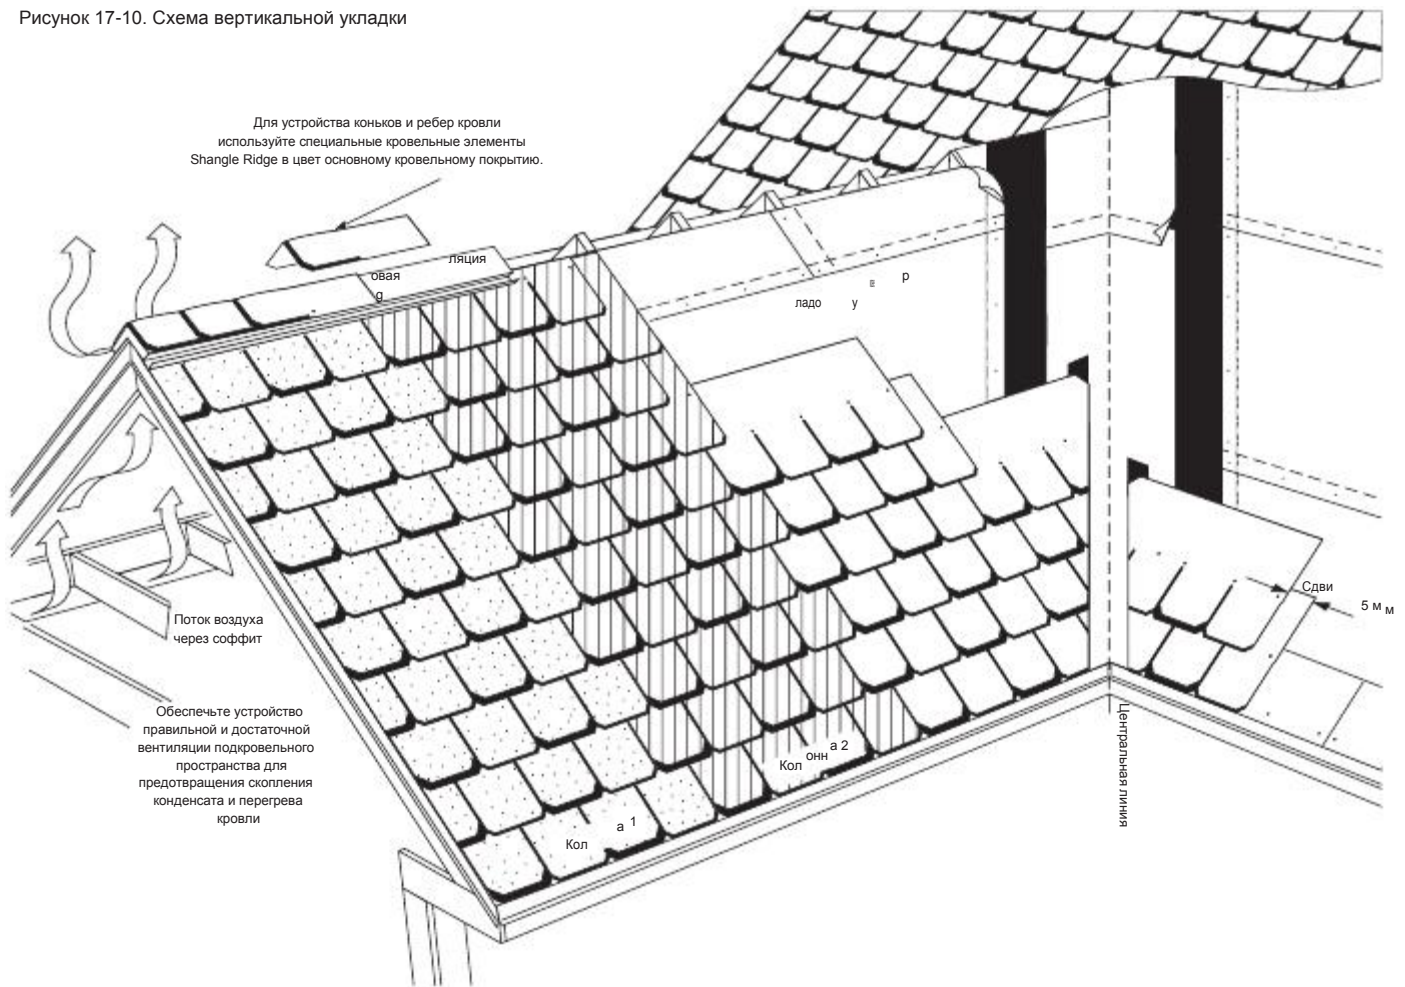 Рисунок 17-10. Схема вертикальной укладки
Для устройства коньков и ребер кровли
используйте специальные кровельные элементы
Shangle Ridge в цвет основному кровельному покрытию.
ляция
овая
g
р
ладо
у
Сдви
5 м м
Поток воздуха
через соффит
Обеспечьте устройство
правильной и достаточной
вентиляции подкровельного
пространства для
предотвращения скопления
конденсата и перегрева
кровли
Центральная линия
Кол онн а 2
Кол а 1